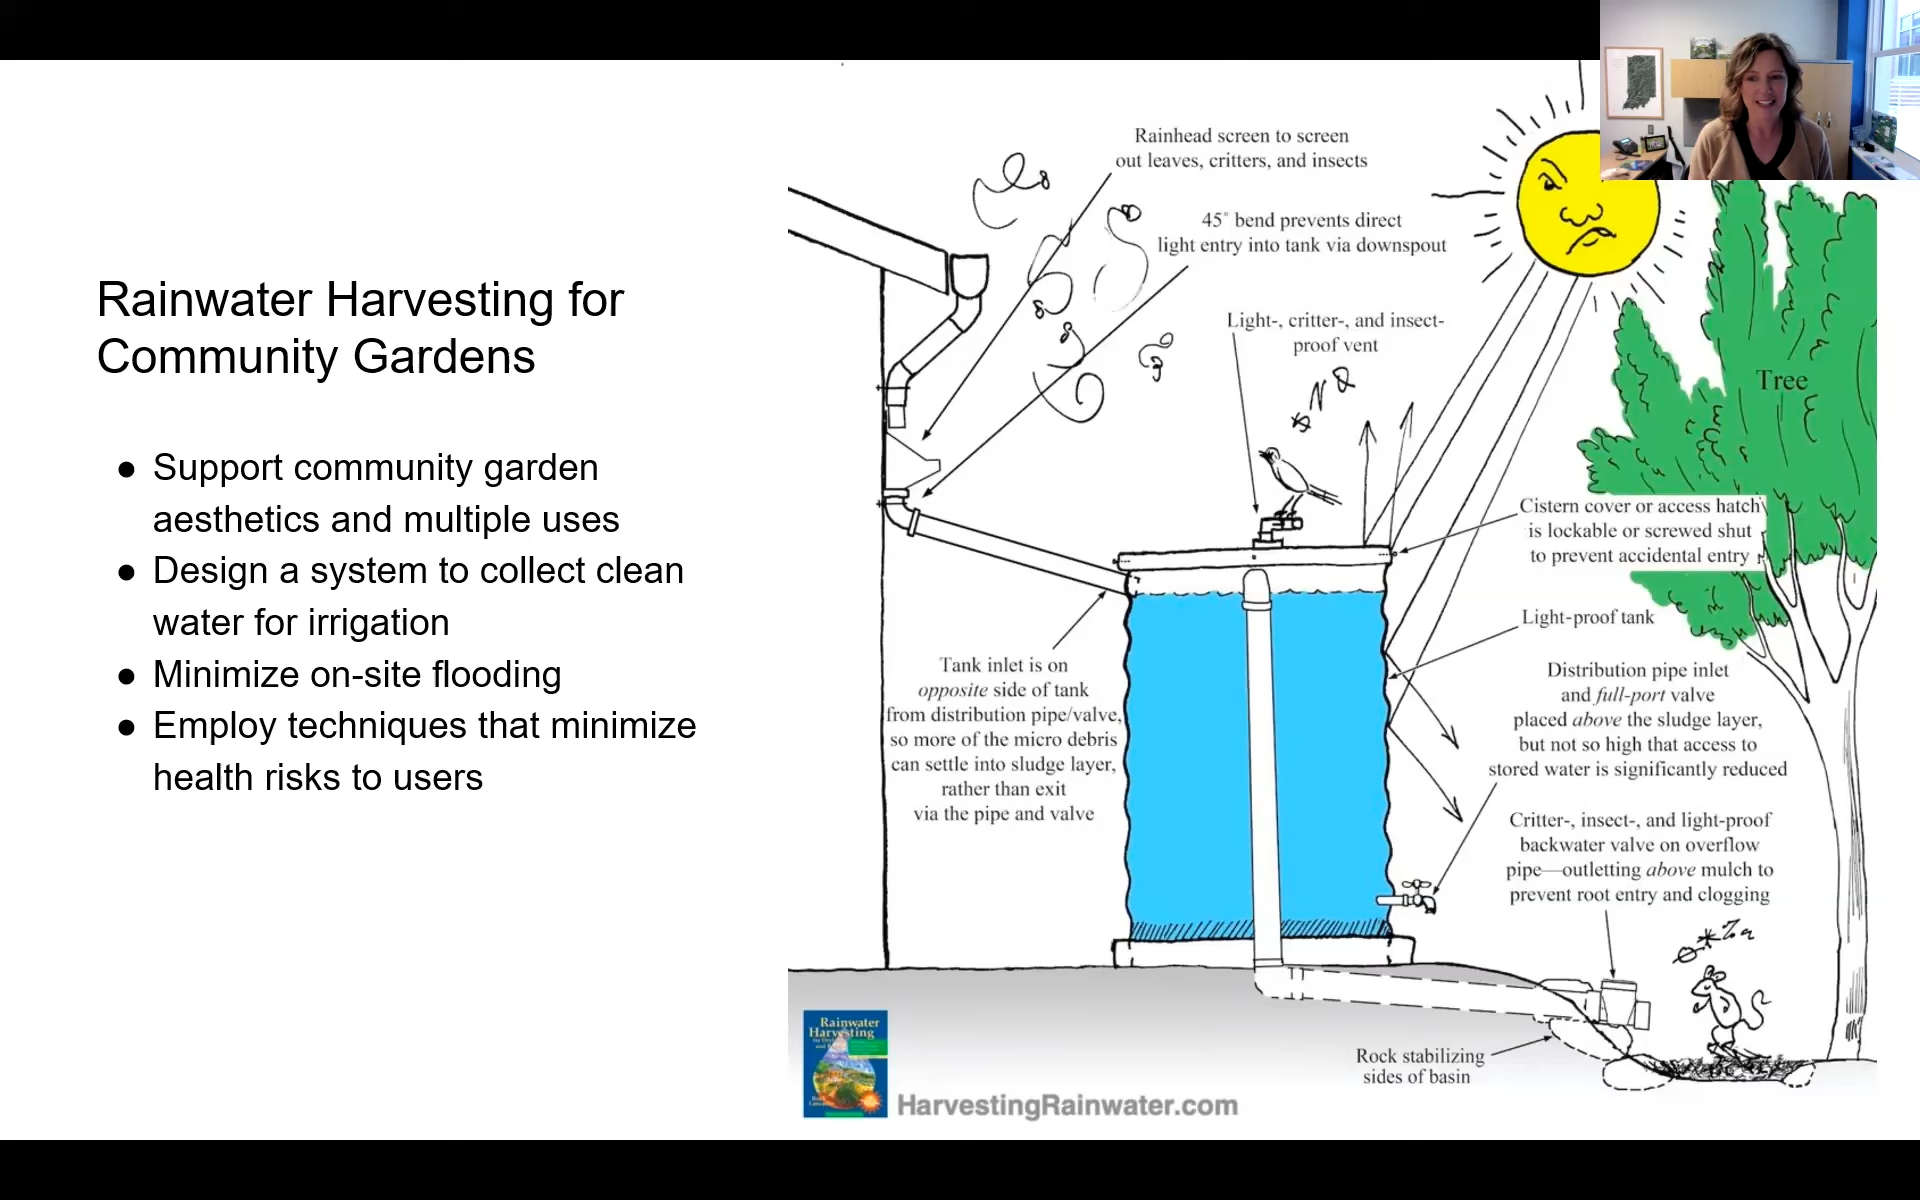 Rainwater Harvesting for
Community Gardens
● Support community garden
aesthetics and multiple uses
● Design a system to collect clean
water for irrigation
● Minimize on-site flooding
● Employ techniques that minimize
health risks to users
Rainhead screen to screen
out leaves, critters, and insects
45° bend prevents direct
light entry into tank via downspout
Light-, critter-, and insect-
proof vent
Tree
Cistern cover or access hatch
is lockable or screwed shut
to prevent accidental entry
Light-proof tank
Tank inlet is on
opposite side of tank
from distribution pipe/valve,
so more of the micro debris
can settle into sludge layer,
rather than exit
via the pipe and valve
Distribution pipe inlet
and full-port valve
placed above the sludge layer,
but not so high that access to
stored water is significantly reduced
Critter-, insect-, and light-proof
backwater valve on overflow
pipe—outletting above mulch to
prevent root entry and clogging
Rock stabilizing
sides of basin
Rainwater
Harvesting
HarvestingRainwater.com